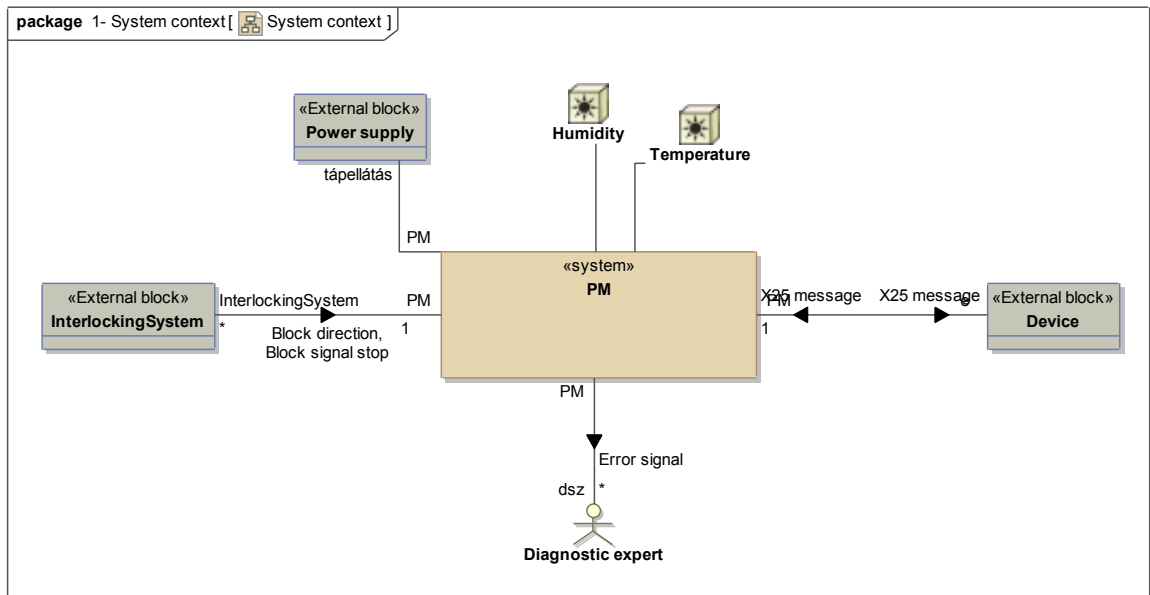 package 1- System context [ System context ]
«External block»
Power supply
tápellátás
PM
Humidity
Temperature
«system»
PM
«External block»
InterlockingSystem
InterlockingSystem
*
Block direction,
Block signal stop
PM
1
X25 message
PM
1
X25 message
e
«External block»
Device
PM
Error signal
dsz *
Diagnostic expert